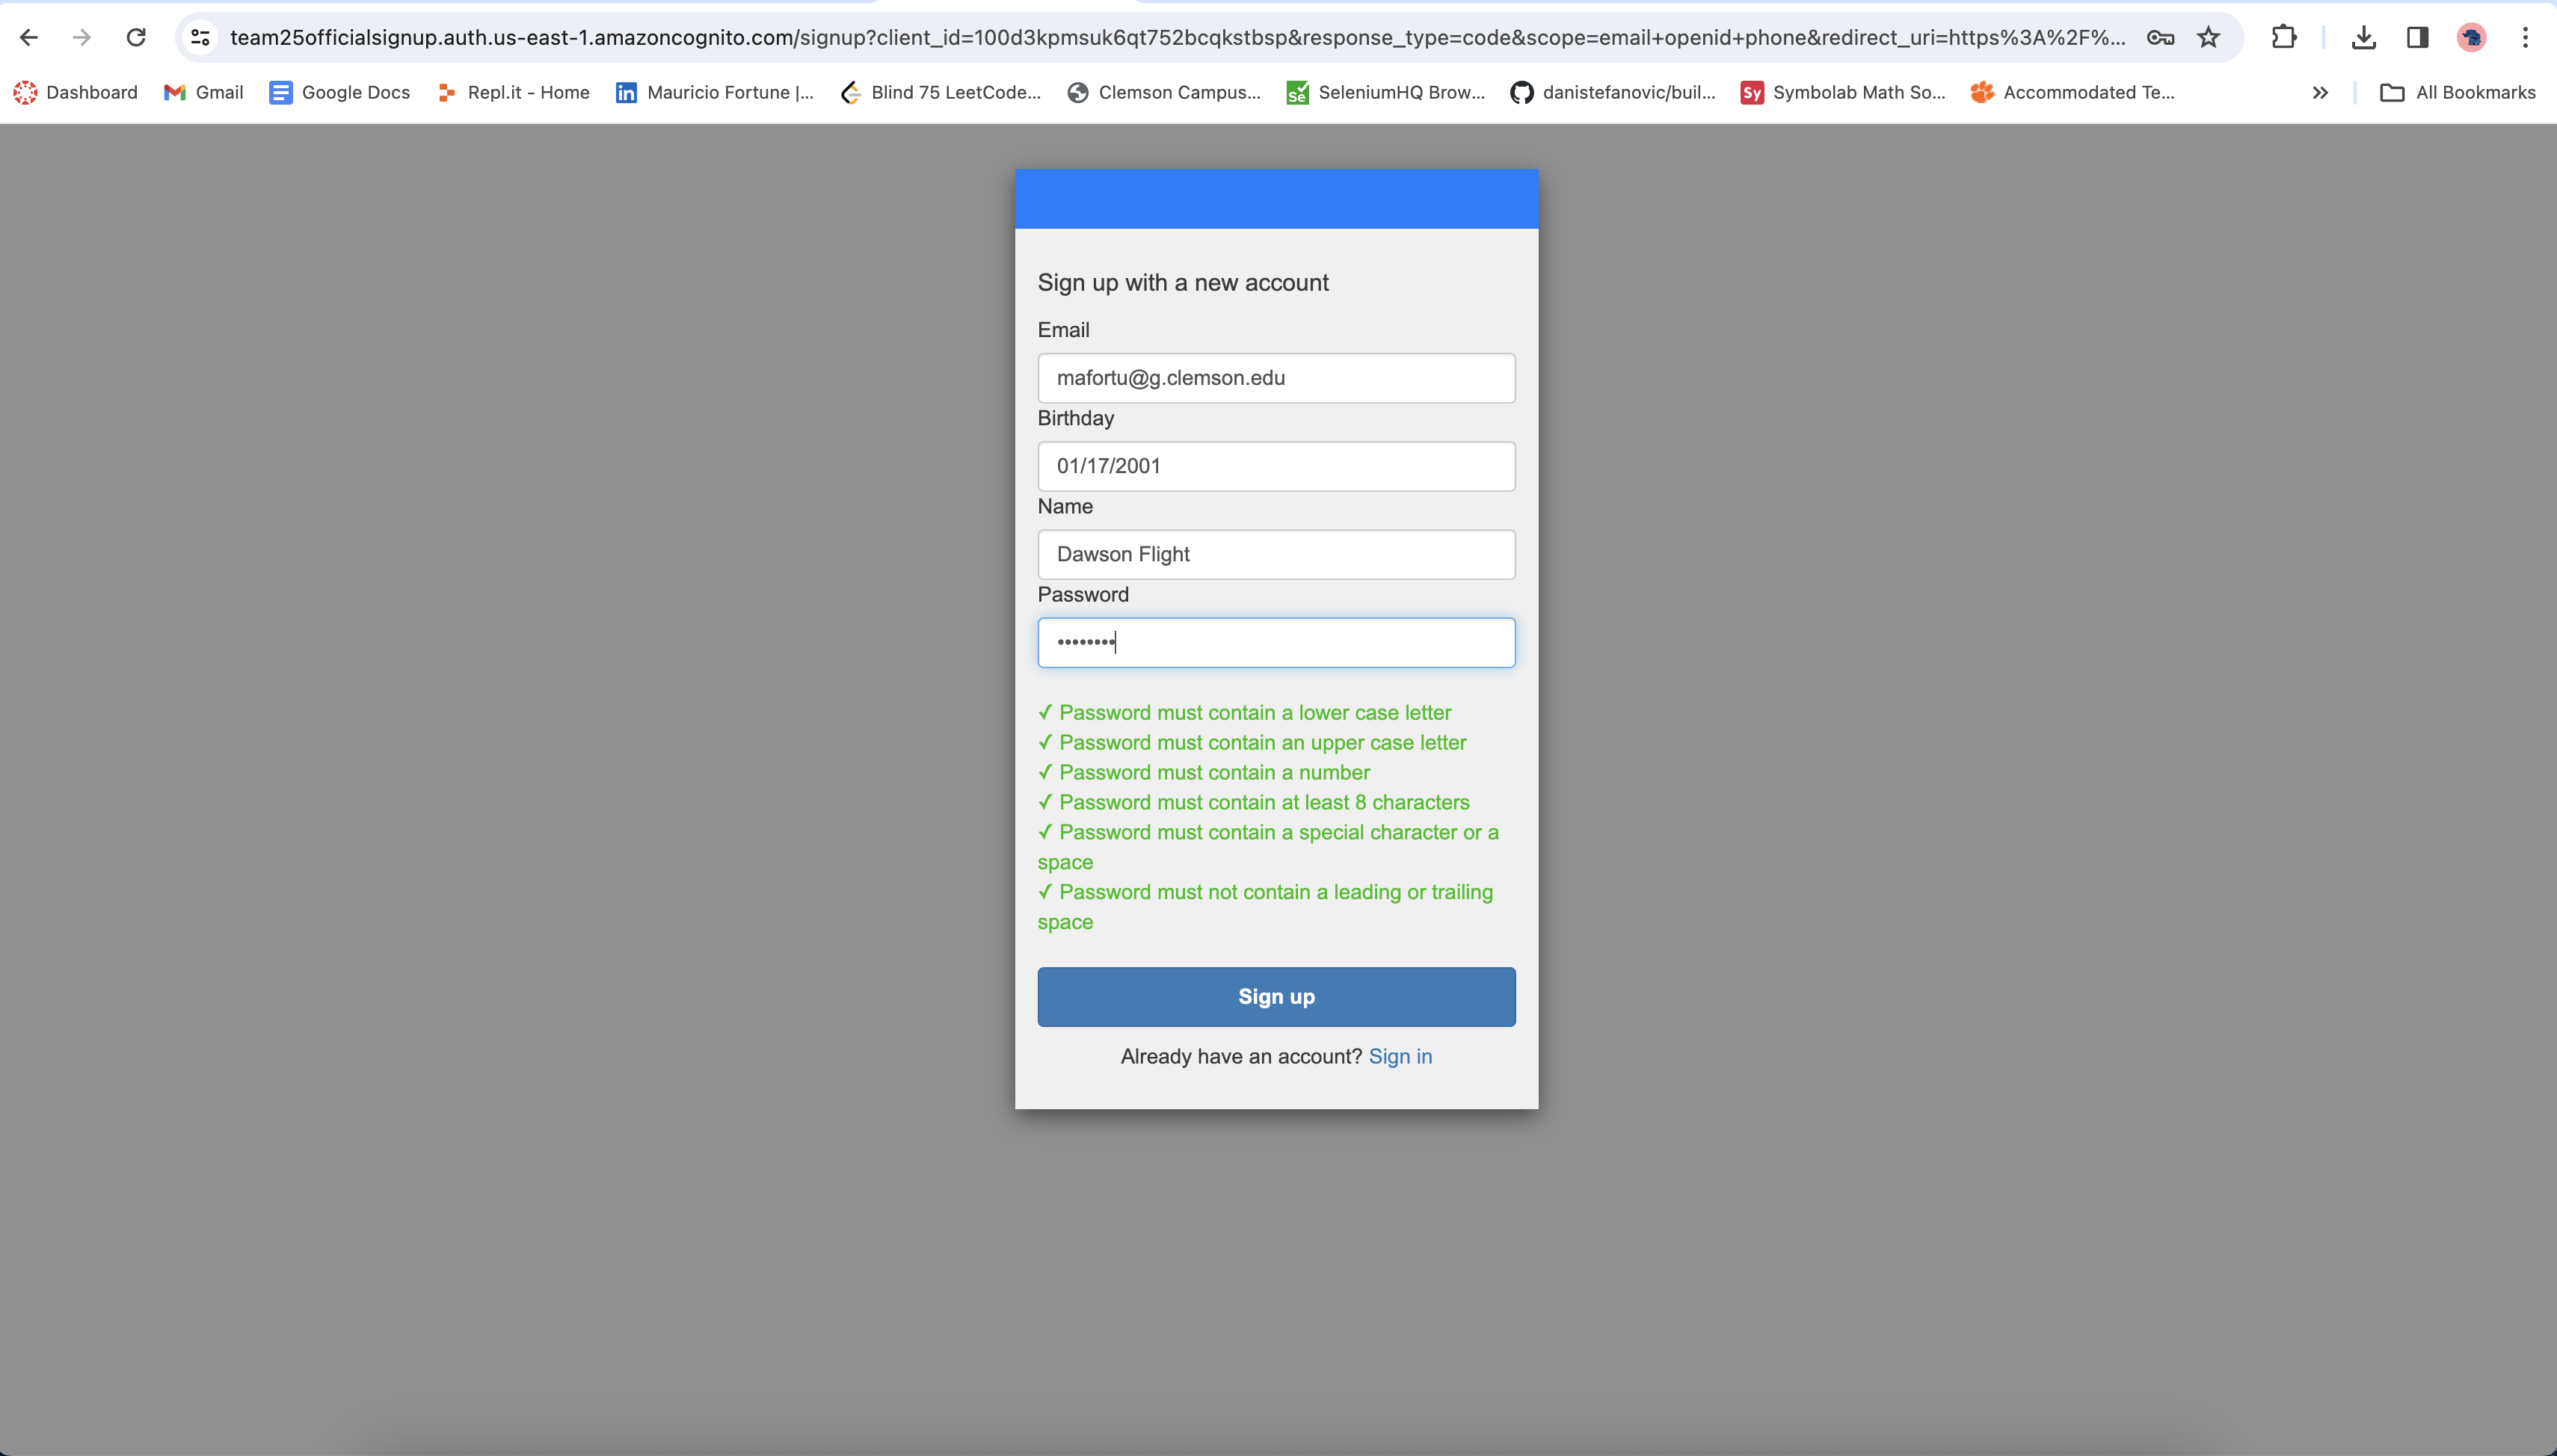 team25officialsignup.auth.us-east-1.amazoncognito.com/signup?client_id=100d3kpmsuk6qt752bcqkstbsp&response_type=code&scope=email+openid+phone&redirect_uri=https%3A%2F%...
Dashboard Gmail Google Docs Repl.it - Home in Mauricio Fortune |... Blind 75 LeetCode... Clemson Campus... Se SeleniumHQ Brow... danistefanovic/buil... Sy Symbolab Math So... Accommodated Te... » All Bookmarks
Sign up with a new account
Email
mafortu@g.clemson.edu
Birthday
01/17/2001
Name
Dawson Flight
Password
••••••••
✓ Password must contain a lower case letter
✓ Password must contain an upper case letter
✓ Password must contain a number
✓ Password must contain at least 8 characters
✓ Password must contain a special character or a
space
✓ Password must not contain a leading or trailing
space
Sign up
Already have an account? Sign in